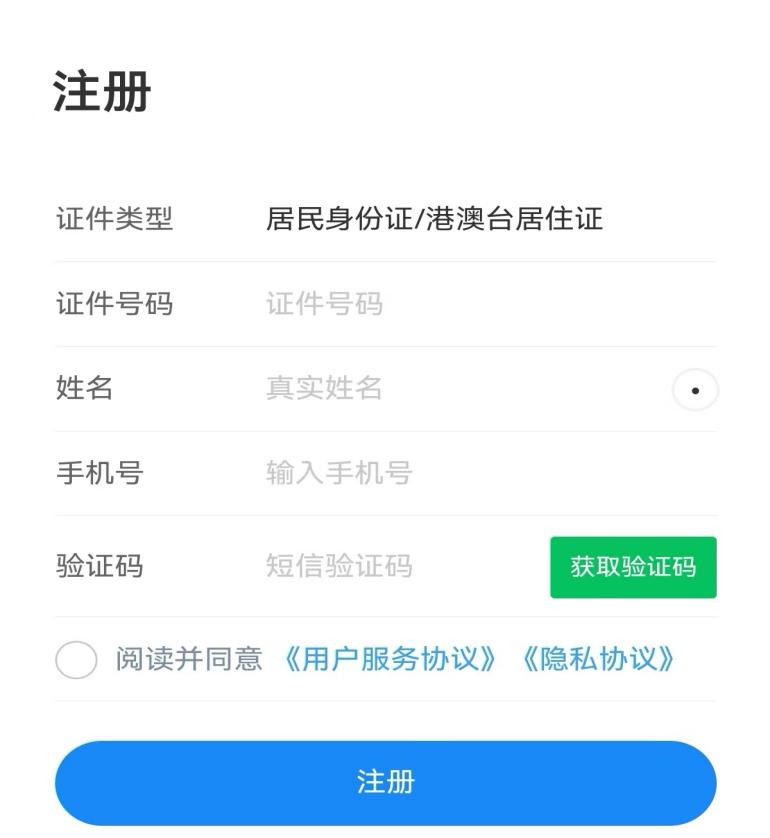 注册
证件类型 居民身份证/港澳台居住证
证件号码 证件号码
姓名 真实姓名
手机号 输入手机号
验证码 短信验证码 获取验证码
阅读并同意 《用户服务协议》 《隐私协议》
注册